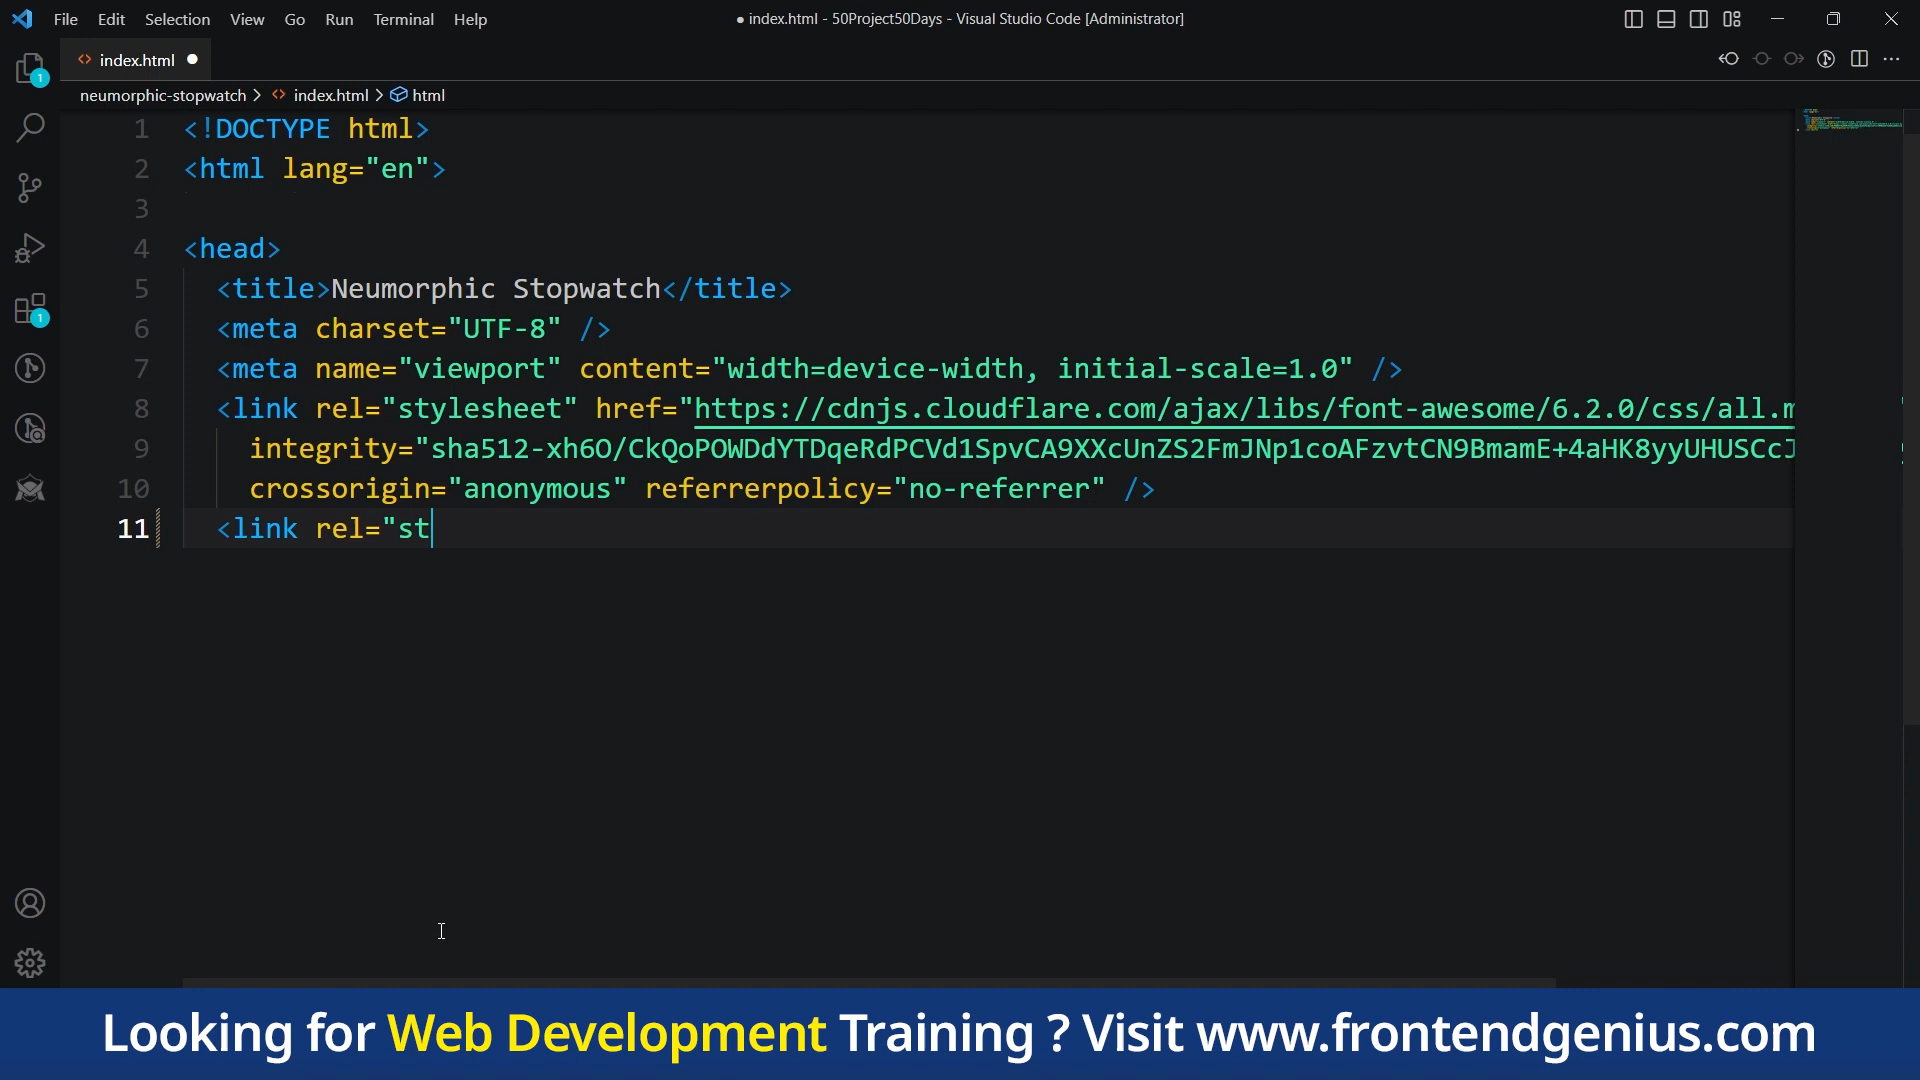 File Edit Selection View Go Run Terminal Help
● index.html - 50Project50Days - Visual Studio Code [Administrator]
<> index.html ●
neumorphic-stopwatch > <> index.html > html
1 <!DOCTYPE html>
2 <html lang="en">
3
4 <head>
5 <title>Neumorphic Stopwatch</title>
6 <meta charset="UTF-8" />
7 <meta name="viewport" content="width=device-width, initial-scale=1.0" />
8 <link rel="stylesheet" href="https://cdnjs.cloudflare.com/ajax/libs/font-awesome/6.2.0/css/all.m
9 integrity="sha512-xh6O/CkQoPOWDdYTDqeRdPCVd1SpvCA9XXcUnZS2FmJNp1coAFzvtCN9BmamE+4aHK8yyUHUSCcJ
10 crossorigin="anonymous" referrerpolicy="no-referrer" />
11 <link rel="st
1
1
Looking for Web Development Training ? Visit www.frontendgenius.com